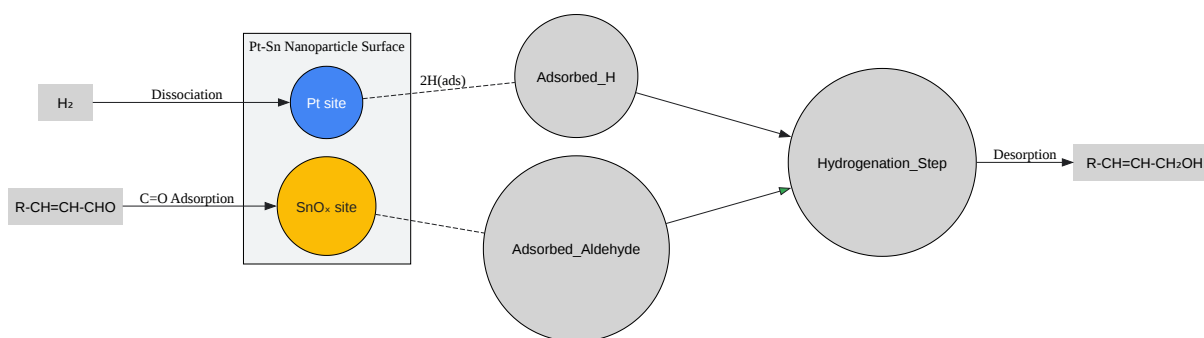 Pt-Sn Nanoparticle Surface
H₂
Dissociation
Pt site
2H(ads)
Adsorbed_H
R-CH=CH-CHO
C=O Adsorption
SnOₓ site
Adsorbed_Aldehyde
Hydrogenation_Step
Desorption
R-CH=CH-CH₂OH